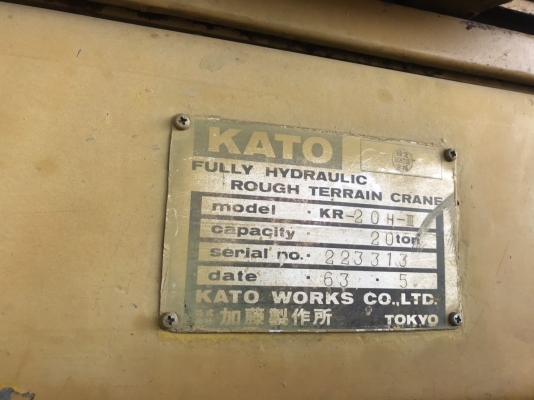 KATO
FULLY HYDRAULIC
ROUGH TERRAIN CRANE
model · KR-20H-Ⅲ
capacity · 20ton
serial no. · 223313
date · 63 · 5
KATO WORKS CO.,LTD.
加藤製作所 TOKYO